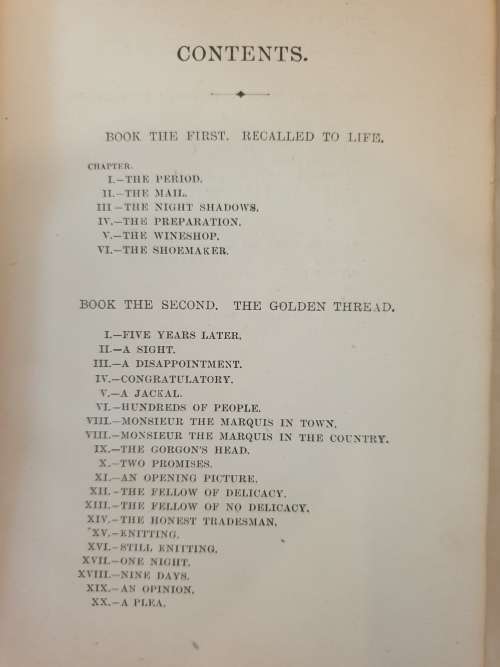 CONTENTS.
BOOK THE FIRST. RECALLED TO LIFE.
CHAPTER.
I.—THE PERIOD.
II.—THE MAIL.
III—THE NIGHT SHADOWS.
IV.—THE PREPARATION.
V.—THE WINESHOP.
VI.—THE SHOEMAKER.
BOOK THE SECOND. THE GOLDEN THREAD.
I.—FIVE YEARS LATER.
II.—A SIGHT.
III.—A DISAPPOINTMENT.
IV.—CONGRATULATORY.
V.—A JACKAL.
VI.—HUNDREDS OF PEOPLE.
VIII.—MONSIEUR THE MARQUIS IN TOWN.
VIII.—MONSIEUR THE MARQUIS IN THE COUNTRY.
IX.—THE GORGON'S HEAD.
X.—TWO PROMISES.
XI.—AN OPENING PICTURE.
XII.-THE FELLOW OF DELICACY.
XIII.—THE FELLOW OF NO DELICACY.
XIV.—THE HONEST TRADESMAN.
XV.—KNITTING.
XVI.—STILL KNITTING.
XVII.—ONE NIGHT.
XVIII.—NINE DAYS.
XIX.—AN OPINION.
XX.—A PLEA.